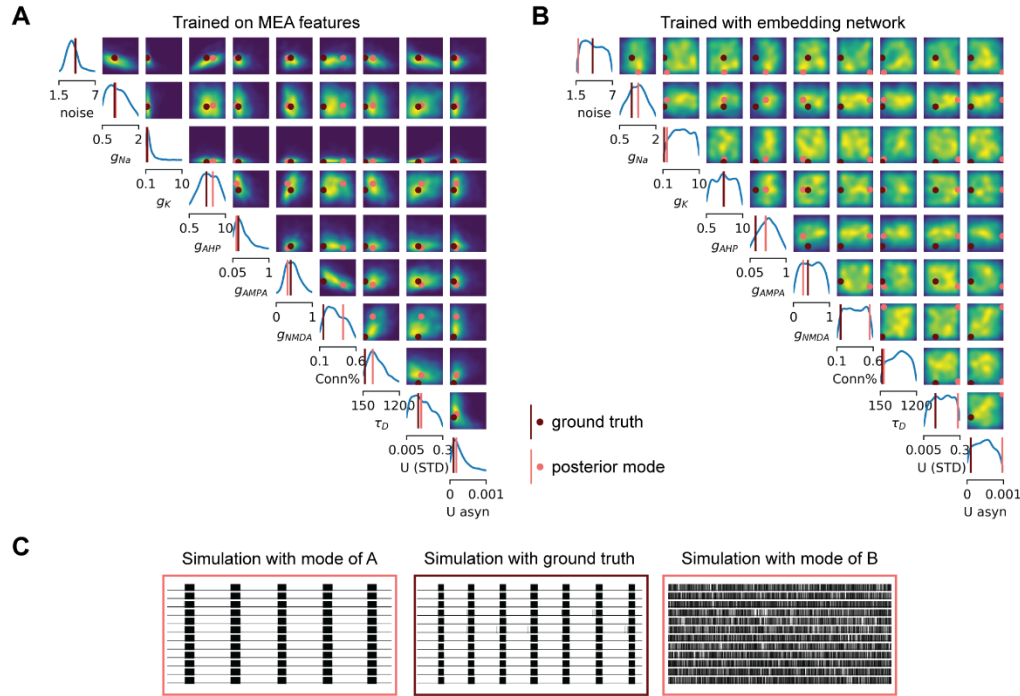 A
Trained on MEA features
1.5 7
noise
0.5 2
gNa
0.1 10
gK
0.5 10
gAHP
0.05 1
gAMPA
0 1
gNMDA
0.1 0.6
Conn%
150 1200
τD
0.005 0.3
U (STD)
0 0.001
U asyn
ground truth
posterior mode
B
Trained with embedding network
1.5 7
noise
0.5 2
gNa
0.1 10
gK
0.5 10
gAHP
0.05 1
gAMPA
0 1
gNMDA
0.1 0.6
Conn%
150 1200
τD
0.005 0.3
U (STD)
0 0.001
U asyn
C
Simulation with mode of A
Simulation with ground truth
Simulation with mode of B